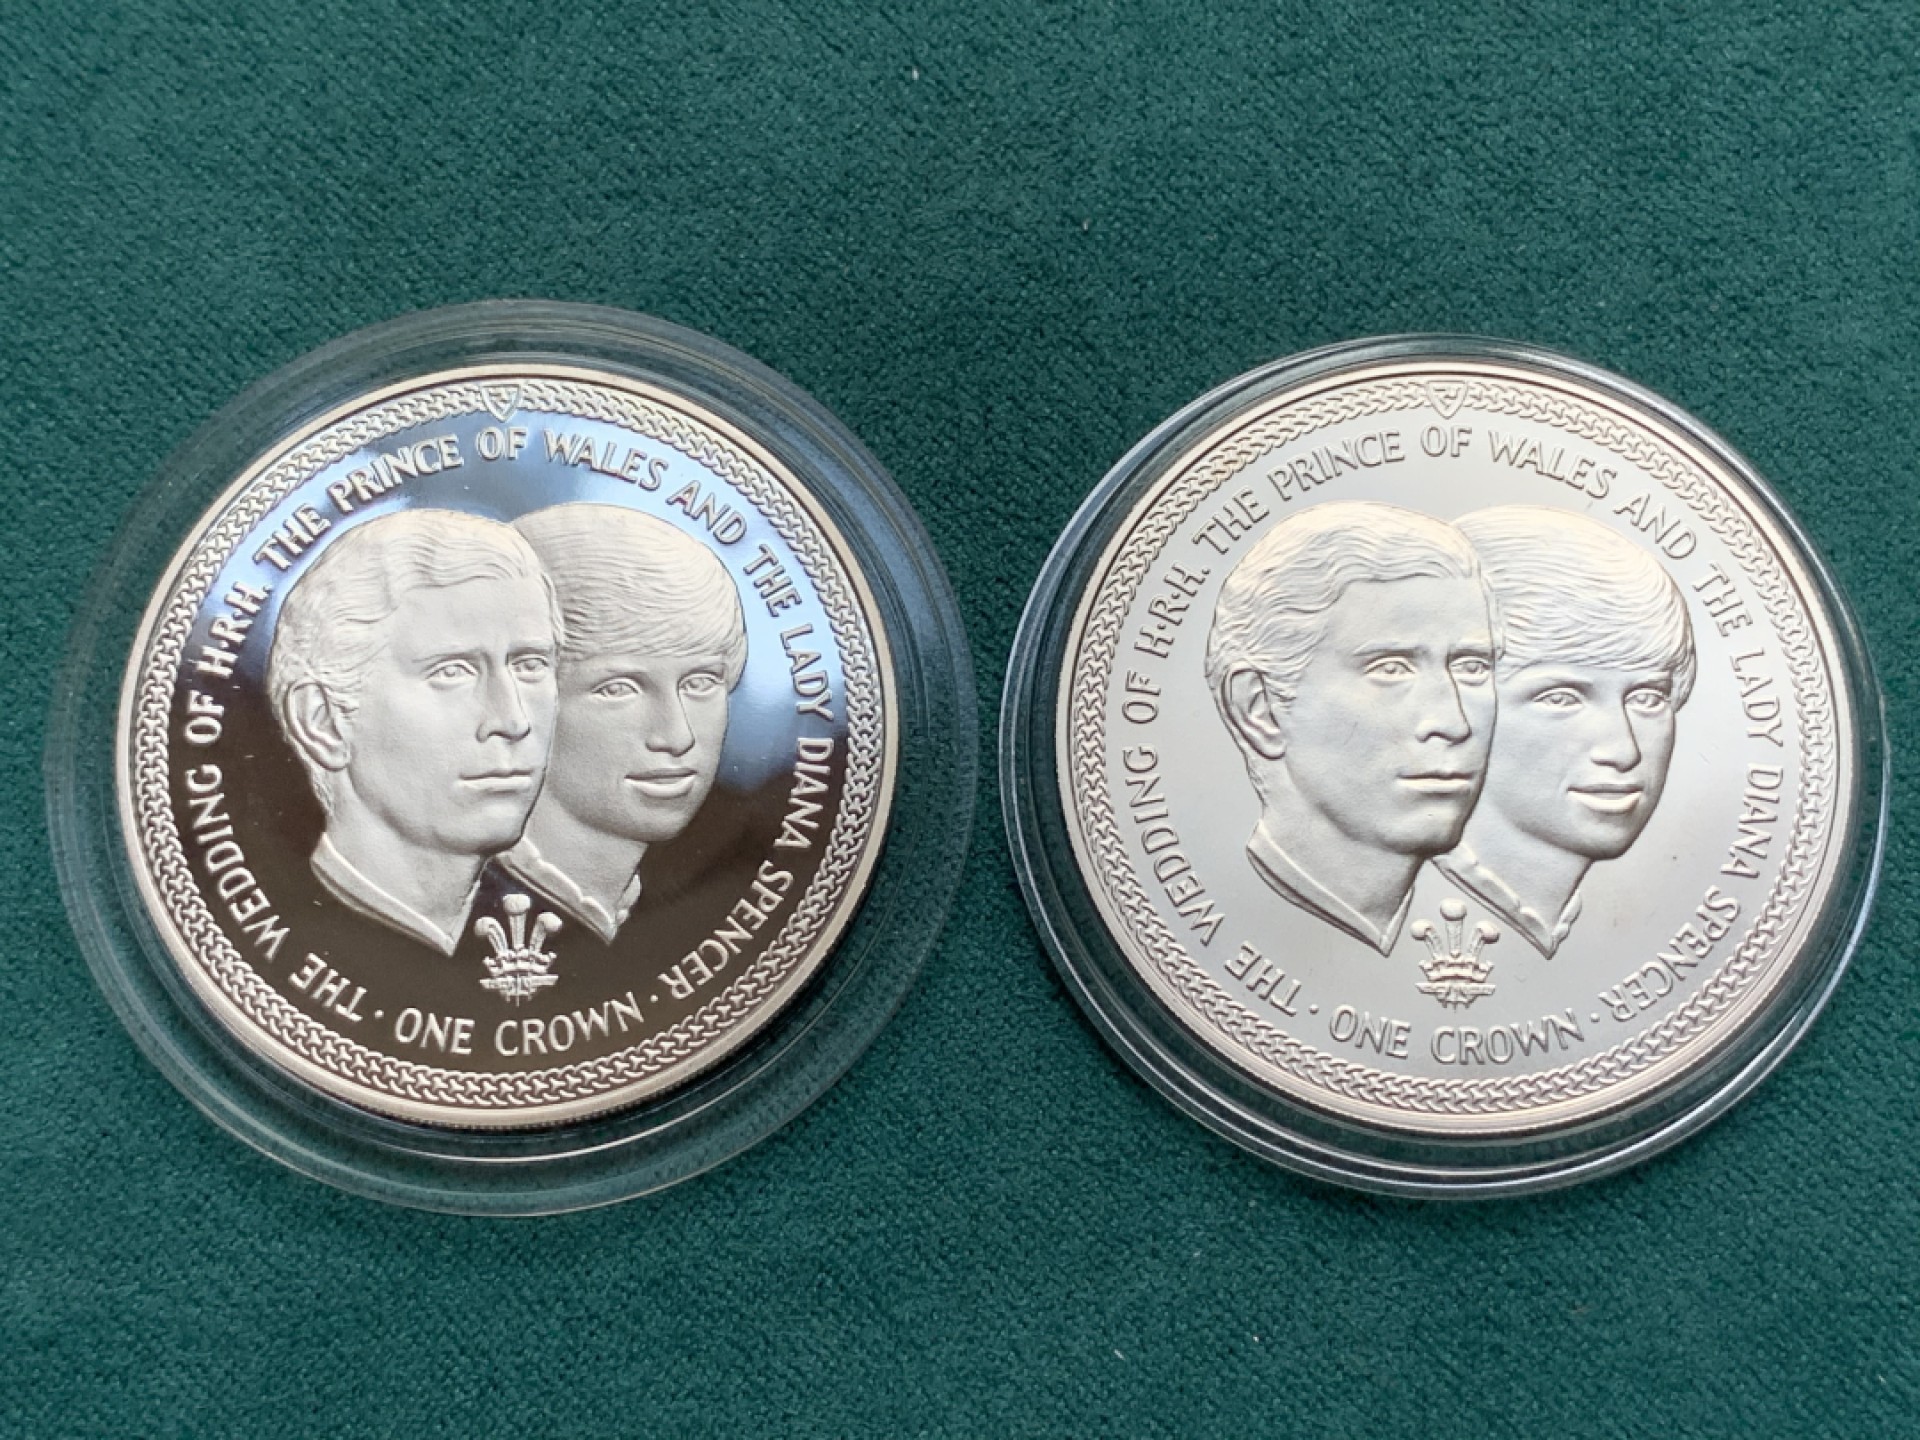 THE WEDDING OF H.R.H. THE PRINCE OF WALES AND THE LADY DIANA SPENCER
· ONE CROWN ·
THE WEDDING OF H.R.H. THE PRINCE OF WALES AND THE LADY DIANA SPENCER
· ONE CROWN ·